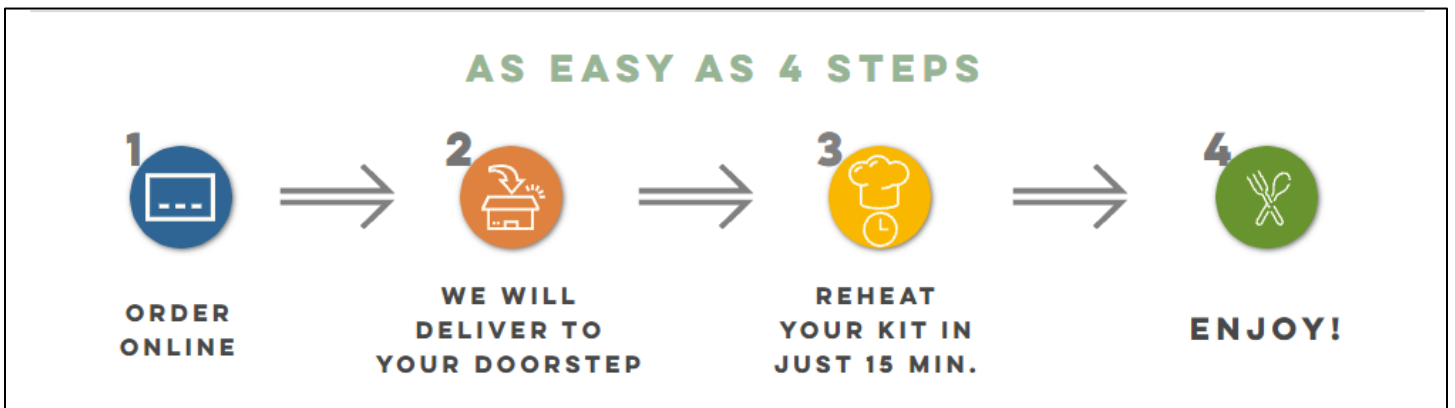 AS EASY AS 4 STEPS
1
ORDER
ONLINE
2
WE WILL
DELIVER TO
YOUR DOORSTEP
3
REHEAT
YOUR KIT IN
JUST 15 MIN.
4
ENJOY!